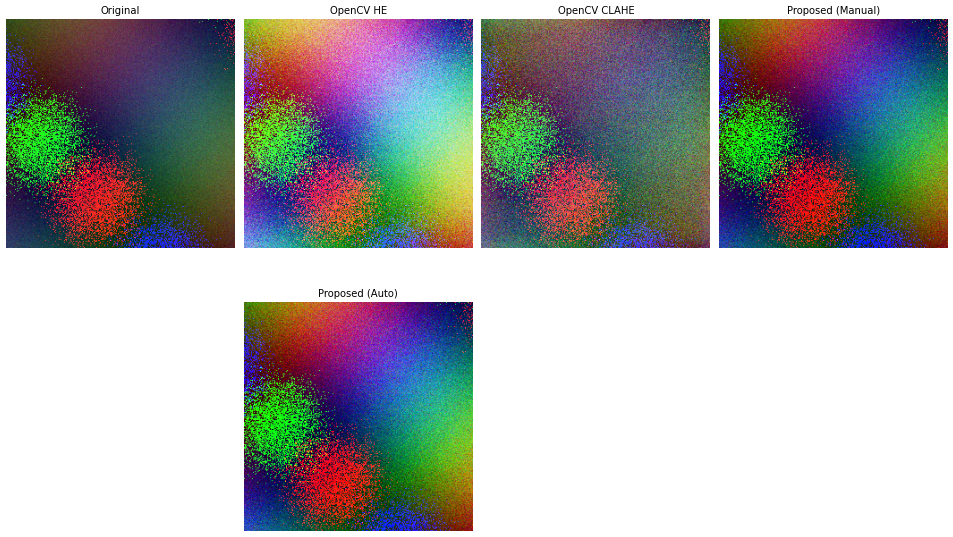 Original
OpenCV HE
OpenCV CLAHE
Proposed (Manual)
Proposed (Auto)